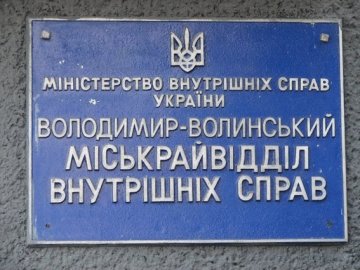 МІНІСТЕРСТВО ВНУТРІШНІХ СПРАВ
УКРАЇНИ
ВОЛОДИМИР-ВОЛИНСЬКИЙ
МІСЬКРАЙВІДДІЛ
ВНУТРІШНІХ СПРАВ